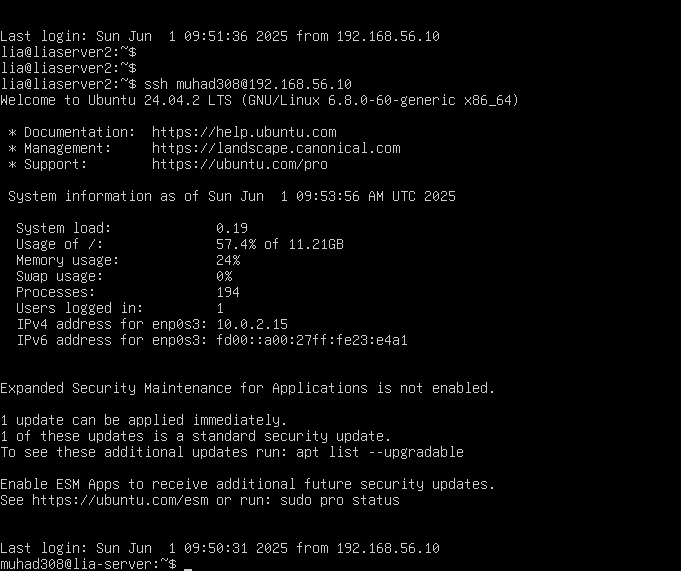 Last login: Sun Jun  1 09:51:36 2025 from 192.168.56.10
lia@liaserver2:~$
lia@liaserver2:~$
lia@liaserver2:~$ ssh muhad308@192.168.56.10
Welcome to Ubuntu 24.04.2 LTS (GNU/Linux 6.8.0-60-generic x86_64)
 * Documentation:  https://help.ubuntu.com
 * Management:     https://landscape.canonical.com
 * Support:        https://ubuntu.com/pro
 System information as of Sun Jun  1 09:53:56 AM UTC 2025
  System load:             0.19
  Usage of /:              57.4% of 11.21GB
  Memory usage:            24%
  Swap usage:              0%
  Processes:               194
  Users logged in:         1
  IPv4 address for enp0s3: 10.0.2.15
  IPv6 address for enp0s3: fd00::a00:27ff:fe23:e4a1
Expanded Security Maintenance for Applications is not enabled.
1 update can be applied immediately.
1 of these updates is a standard security update.
To see these additional updates run: apt list --upgradable
Enable ESM Apps to receive additional future security updates.
See https://ubuntu.com/esm or run: sudo pro status
Last login: Sun Jun  1 09:50:31 2025 from 192.168.56.10
muhad308@lia-server:~$ _